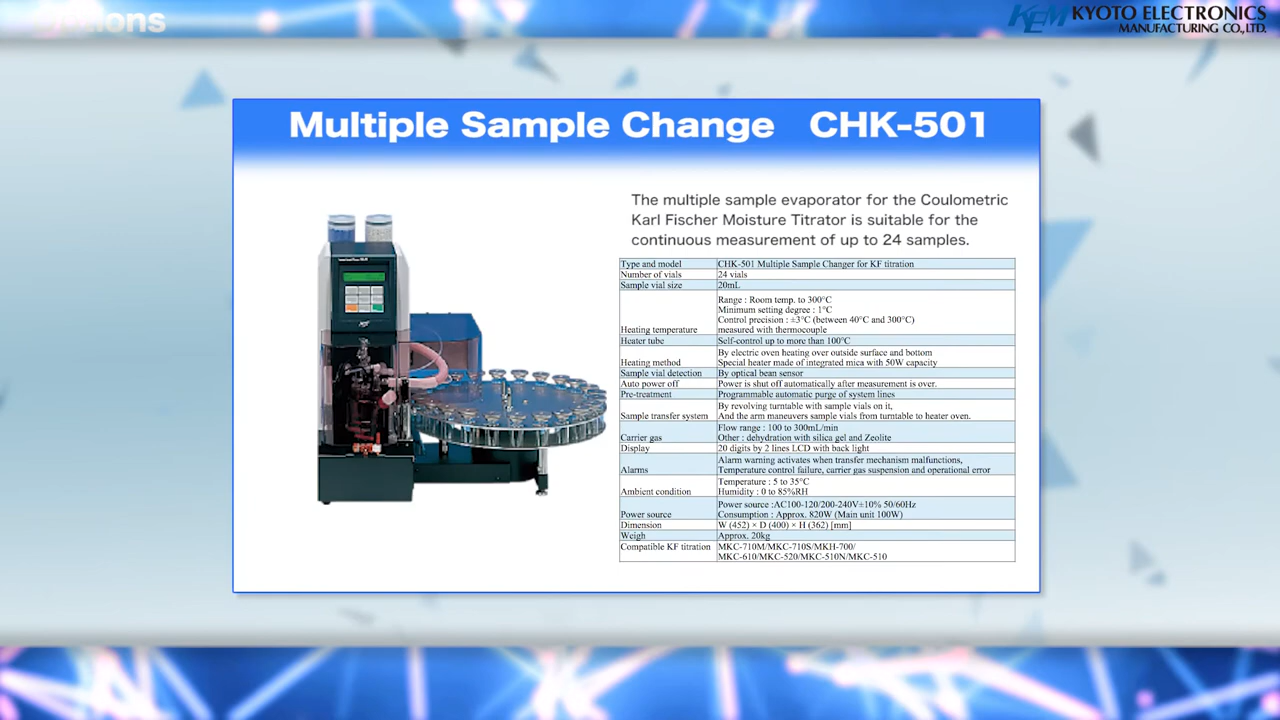 KEM KYOTO ELECTRONICS
MANUFACTURING CO.,LTD.
Multiple Sample Change CHK-501
The multiple sample evaporator for the Coulometric
Karl Fischer Moisture Titrator is suitable for the
continuous measurement of up to 24 samples.
Type and model CHK-501 Multiple Sample Changer for KF titration
Number of vials 24 vials
Sample vial size 20mL
Range : Room temp. to 300°C
Minimum setting degree : 1°C
Control precision : ±3°C (between 40°C and 300°C)
Heating temperature measured with thermocouple
Heater tube Self-control up to more than 100°C
By electric oven heating over outside surface and bottom
Heating method Special heater made of integrated mica with 50W capacity
Sample vial detection By optical bean sensor
Auto power off Power is shut off automatically after measurement is over.
Pre-treatment Programmable automatic purge of system lines
By revolving turntable with sample vials on it,
Sample transfer system And the arm maneuvers sample vials from turntable to heater oven.
Flow range : 100 to 300mL/min
Carrier gas Other : dehydration with silica gel and Zeolite
Display 20 digits by 2 lines LCD with back light
Alarm warning activates when transfer mechanism malfunctions,
Alarms Temperature control failure, carrier gas suspension and operational error
Temperature : 5 to 35°C
Ambient condition Humidity : 0 to 85%RH
Power source :AC100-120/200-240V±10% 50/60Hz
Power source Consumption : Approx. 820W (Main unit 100W)
Dimension W (452) × D (400) × H (362) [mm]
Weigh Approx. 20kg
Compatible KF titration MKC-710M/MKC-710S/MKH-700/
MKC-610/MKC-520/MKC-510N/MKC-510